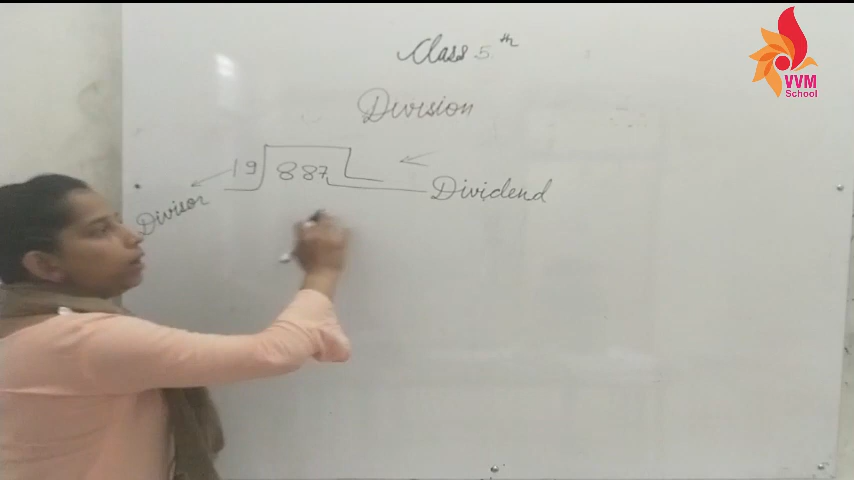 Class 5th
Division
19 887
Dividend
Divisor
VVM
School